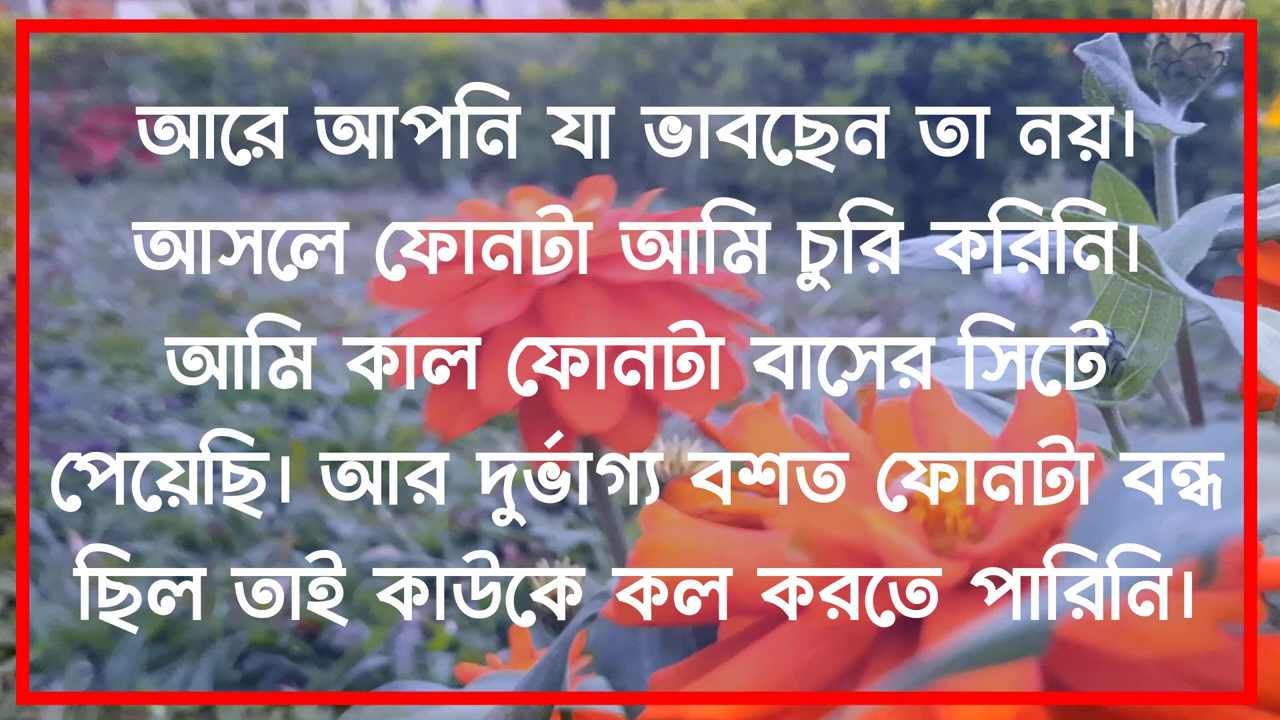 আরে আপনি যা ভাবছেন তা নয়।
আসলে ফোনটা আমি চুরি করিনি।
আমি কাল ফোনটা বাসের সিটে
পেয়েছি। আর দুর্ভাগ্য বশত ফোনটা বন্ধ
ছিল তাই কাউকে কল করতে পারিনি।